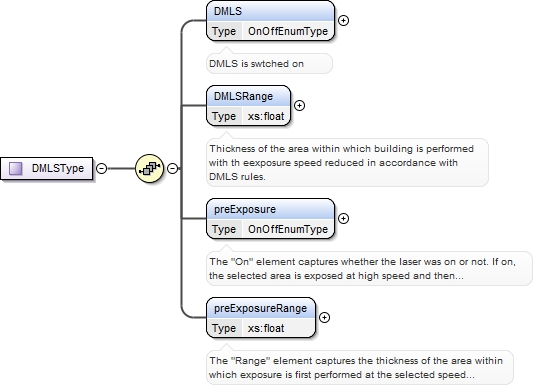 DMLS
Type OnOffEnumType
DMLS is swtched on
DMLSRange
Type xs:float
Thickness of the area within which building is performed
with th eexposure speed reduced in accordance with
DMLS rules.
DMLSType
preExposure
Type OnOffEnumType
The "On" element captures whether the laser was on or not. If on,
the selected area is exposed at high speed and then...
preExposureRange
Type xs:float
The "Range" element captures the thickness of the area within
which exposure is first performed at the selected speed...